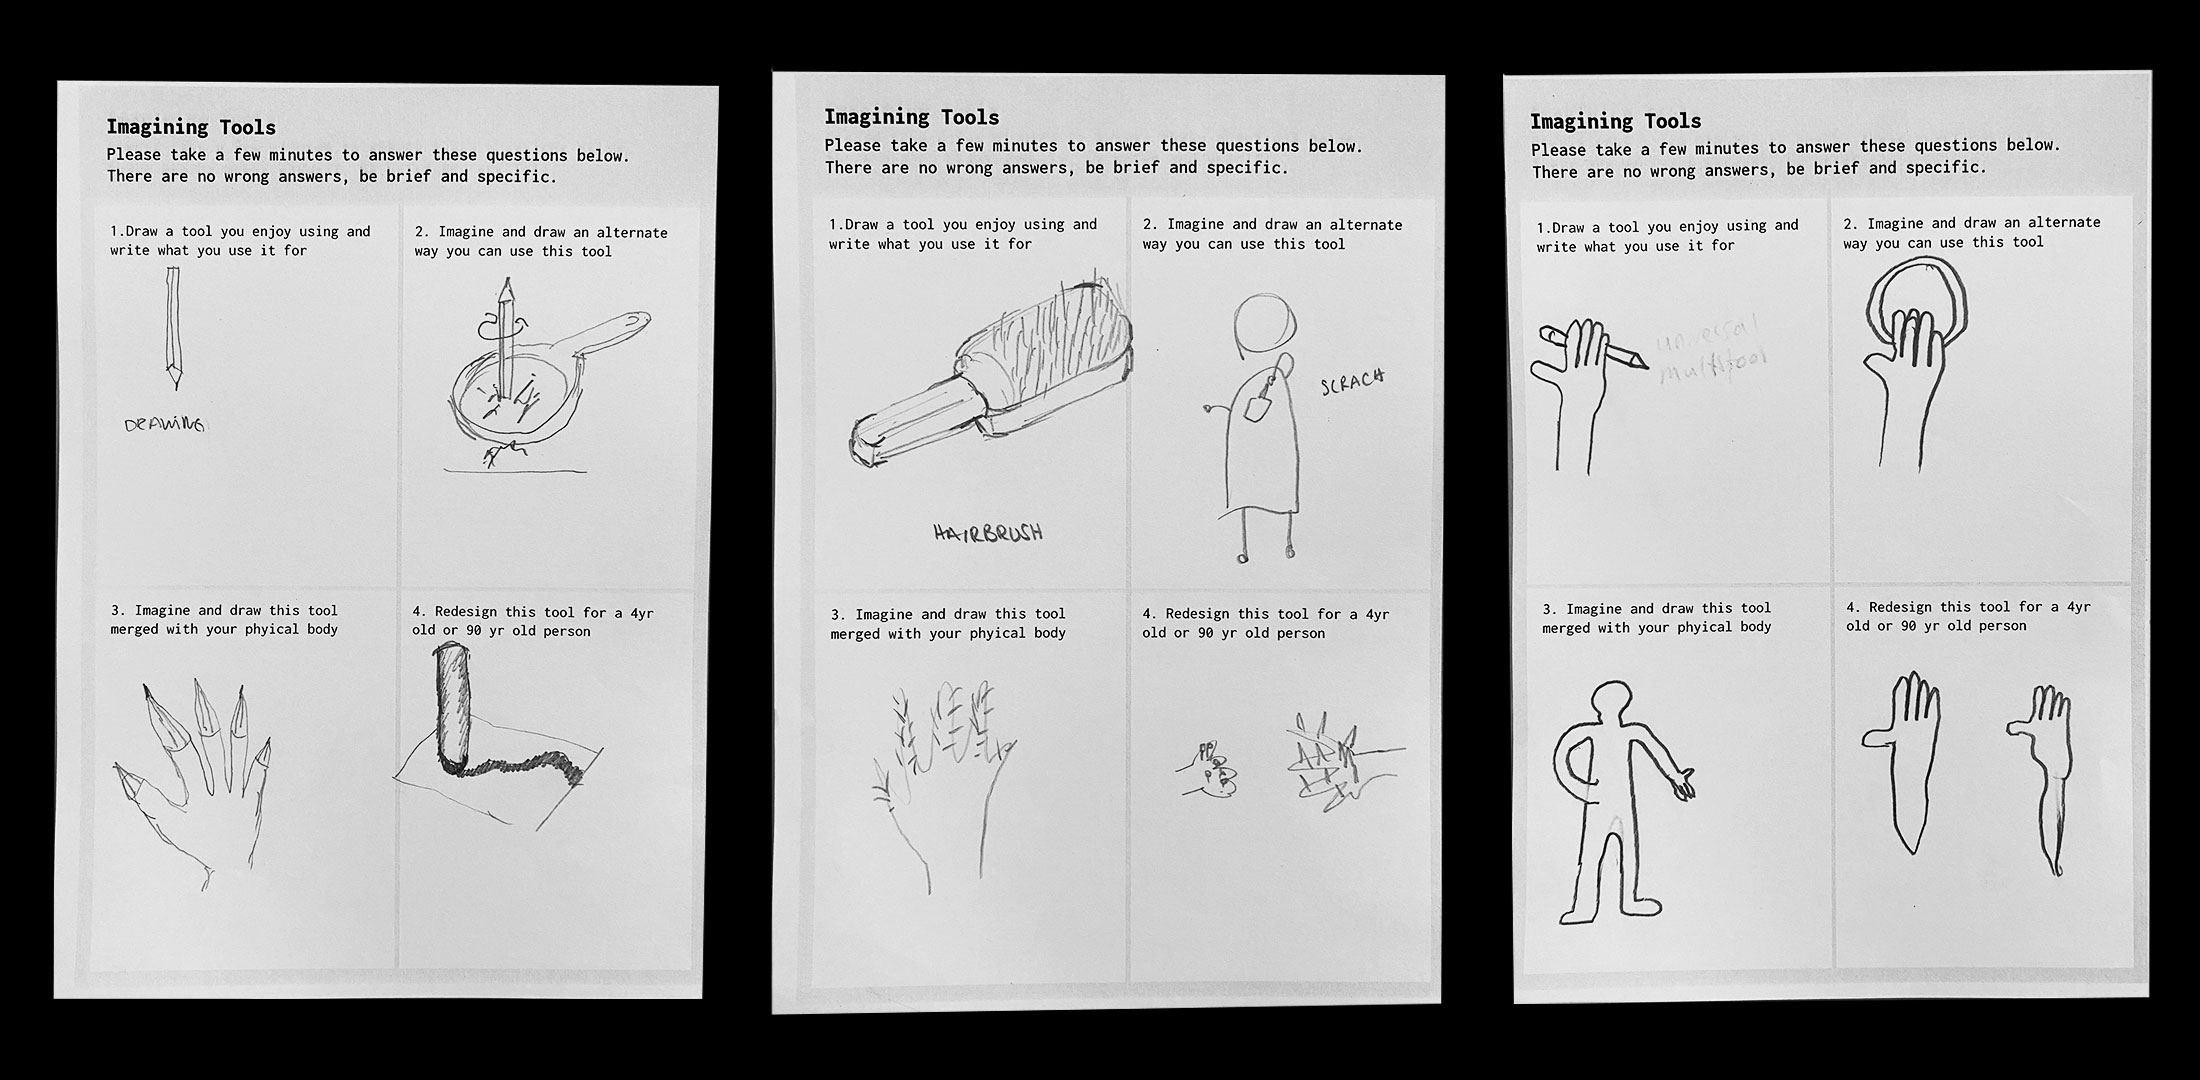 Imagining Tools
Please take a few minutes to answer these questions below.
There are no wrong answers, be brief and specific.
1.Draw a tool you enjoy using and
write what you use it for
DRAWING
2. Imagine and draw an alternate
way you can use this tool
3. Imagine and draw this tool
merged with your phyical body
4. Redesign this tool for a 4yr
old or 90 yr old person
Imagining Tools
Please take a few minutes to answer these questions below.
There are no wrong answers, be brief and specific.
1.Draw a tool you enjoy using and
write what you use it for
HAIRBRUSH
2. Imagine and draw an alternate
way you can use this tool
SCRACH
3. Imagine and draw this tool
merged with your phyical body
4. Redesign this tool for a 4yr
old or 90 yr old person
Imagining Tools
Please take a few minutes to answer these questions below.
There are no wrong answers, be brief and specific.
1.Draw a tool you enjoy using and
write what you use it for
universal
multitool
2. Imagine and draw an alternate
way you can use this tool
3. Imagine and draw this tool
merged with your phyical body
4. Redesign this tool for a 4yr
old or 90 yr old person